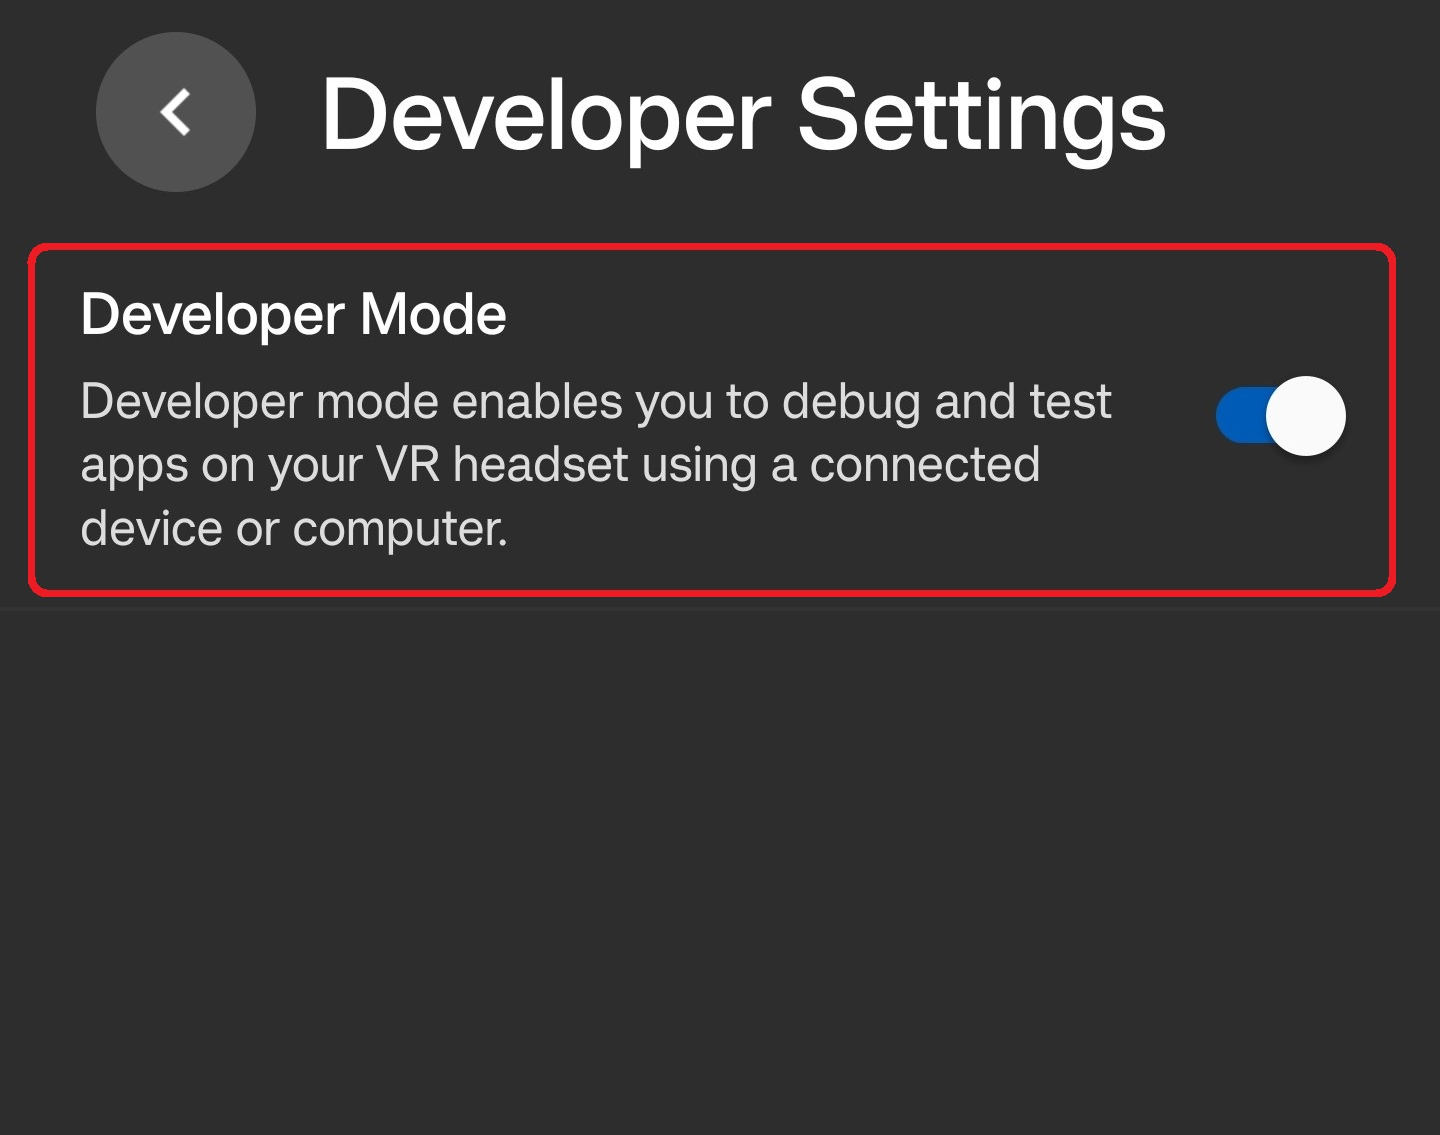 Developer Settings
Developer Mode
Developer mode enables you to debug and test
apps on your VR headset using a connected
device or computer.